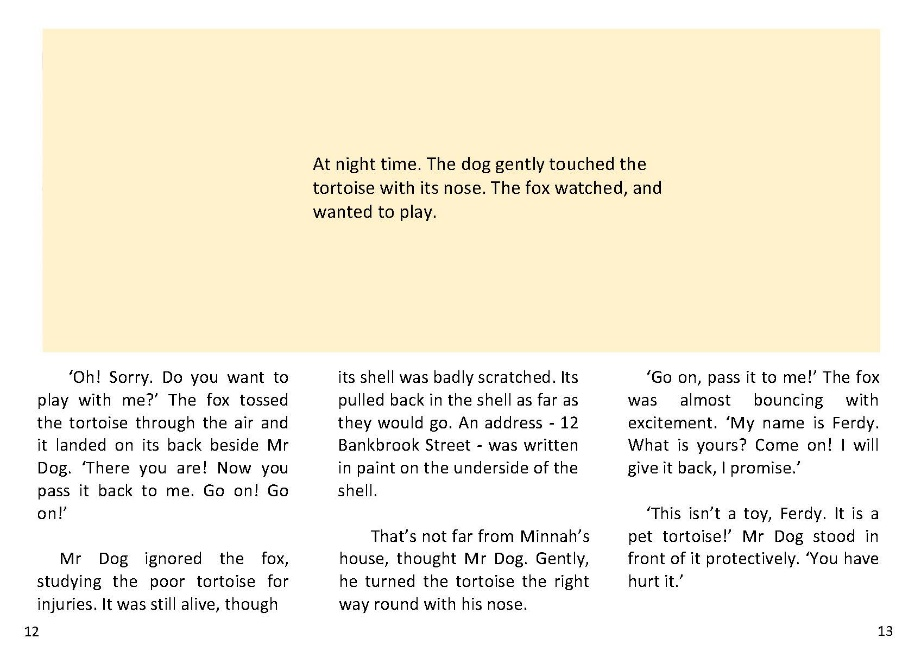 At night time. The dog gently touched the
tortoise with its nose. The fox watched, and
wanted to play.
‘Oh! Sorry. Do you want to
play with me?’ The fox tossed
the tortoise through the air and
it landed on its back beside Mr
Dog. ‘There you are! Now you
pass it back to me. Go on! Go
on!’
Mr Dog ignored the fox,
studying the poor tortoise for
injuries. It was still alive, though
its shell was badly scratched. Its
pulled back in the shell as far as
they would go. An address - 12
Bankbrook Street - was written
in paint on the underside of the
shell.
That’s not far from Minnah’s
house, thought Mr Dog. Gently,
he turned the tortoise the right
way round with his nose.
‘Go on, pass it to me!’ The fox
was almost bouncing with
excitement. ‘My name is Ferdy.
What is yours? Come on! I will
give it back, I promise.’
‘This isn’t a toy, Ferdy. It is a
pet tortoise!’ Mr Dog stood in
front of it protectively. ‘You have
hurt it.’
12
13